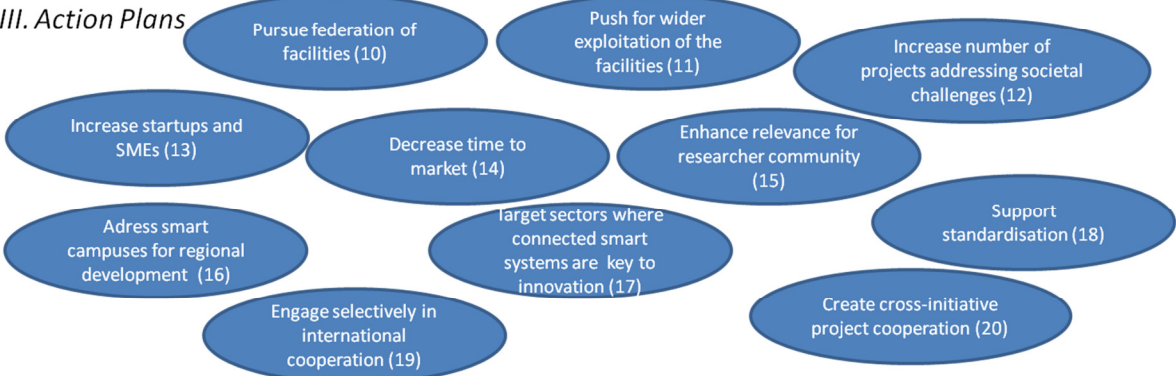 III. Action Plans
Pursue federation of
facilities (10)
Push for wider
exploitation of the
facilities (11)
Increase number of
projects addressing societal
challenges (12)
Increase startups and
SMEs (13)
Decrease time to
market (14)
Enhance relevance for
researcher community
(15)
Adress smart
campuses for regional
development (16)
Target sectors where
connected smart
systems are key to
innovation (17)
Support
standardisation (18)
Engage selectively in
international
cooperation (19)
Create cross-initiative
project cooperation (20)